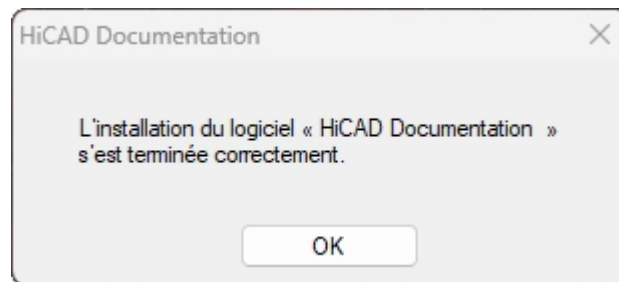 HiCAD Documentation
L'installation du logiciel « HiCAD Documentation  »
s'est terminée correctement.
OK